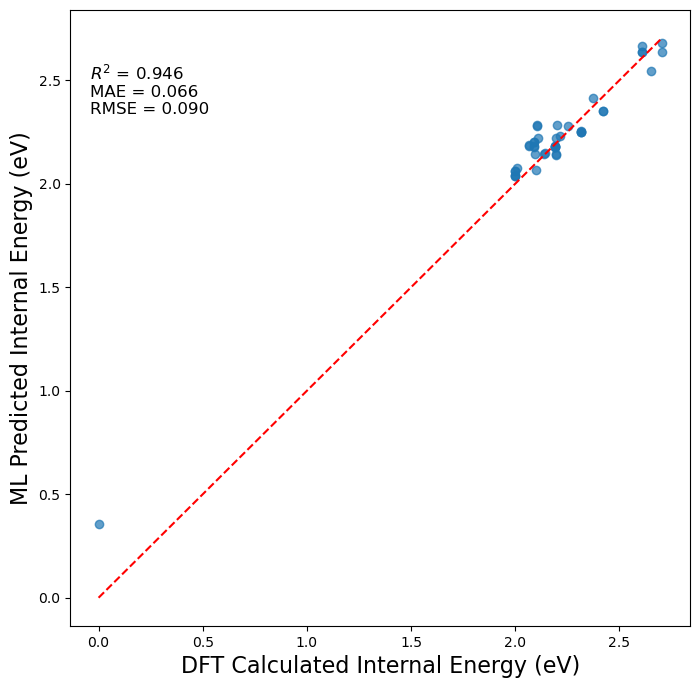 R² = 0.946
MAE = 0.066
RMSE = 0.090
ML Predicted Internal Energy (eV)
2.5
2.0
1.5
1.0
0.5
0.0
0.0 0.5 1.0 1.5 2.0 2.5
DFT Calculated Internal Energy (eV)